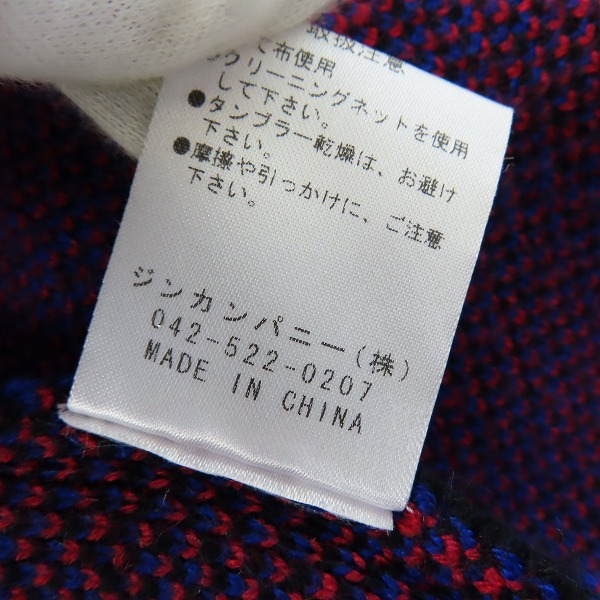 取扱注意
て布使用
クリーニングネットを使用
して下さい。
●タンブラー乾燥は、お避け
下さい。
●摩擦や引っかけに、ご注意
下さい。
ジンカンパニー(株)
042-522-0207
MADE IN CHINA